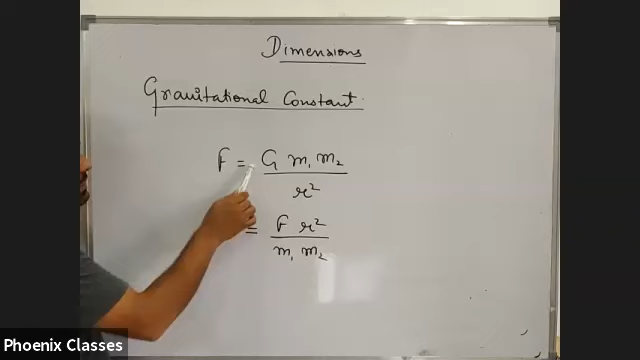 Dimensions
Gravitational Constant
F = G m₁ m₂
r²
= F r²
m₁ m₂
Phoenix Classes